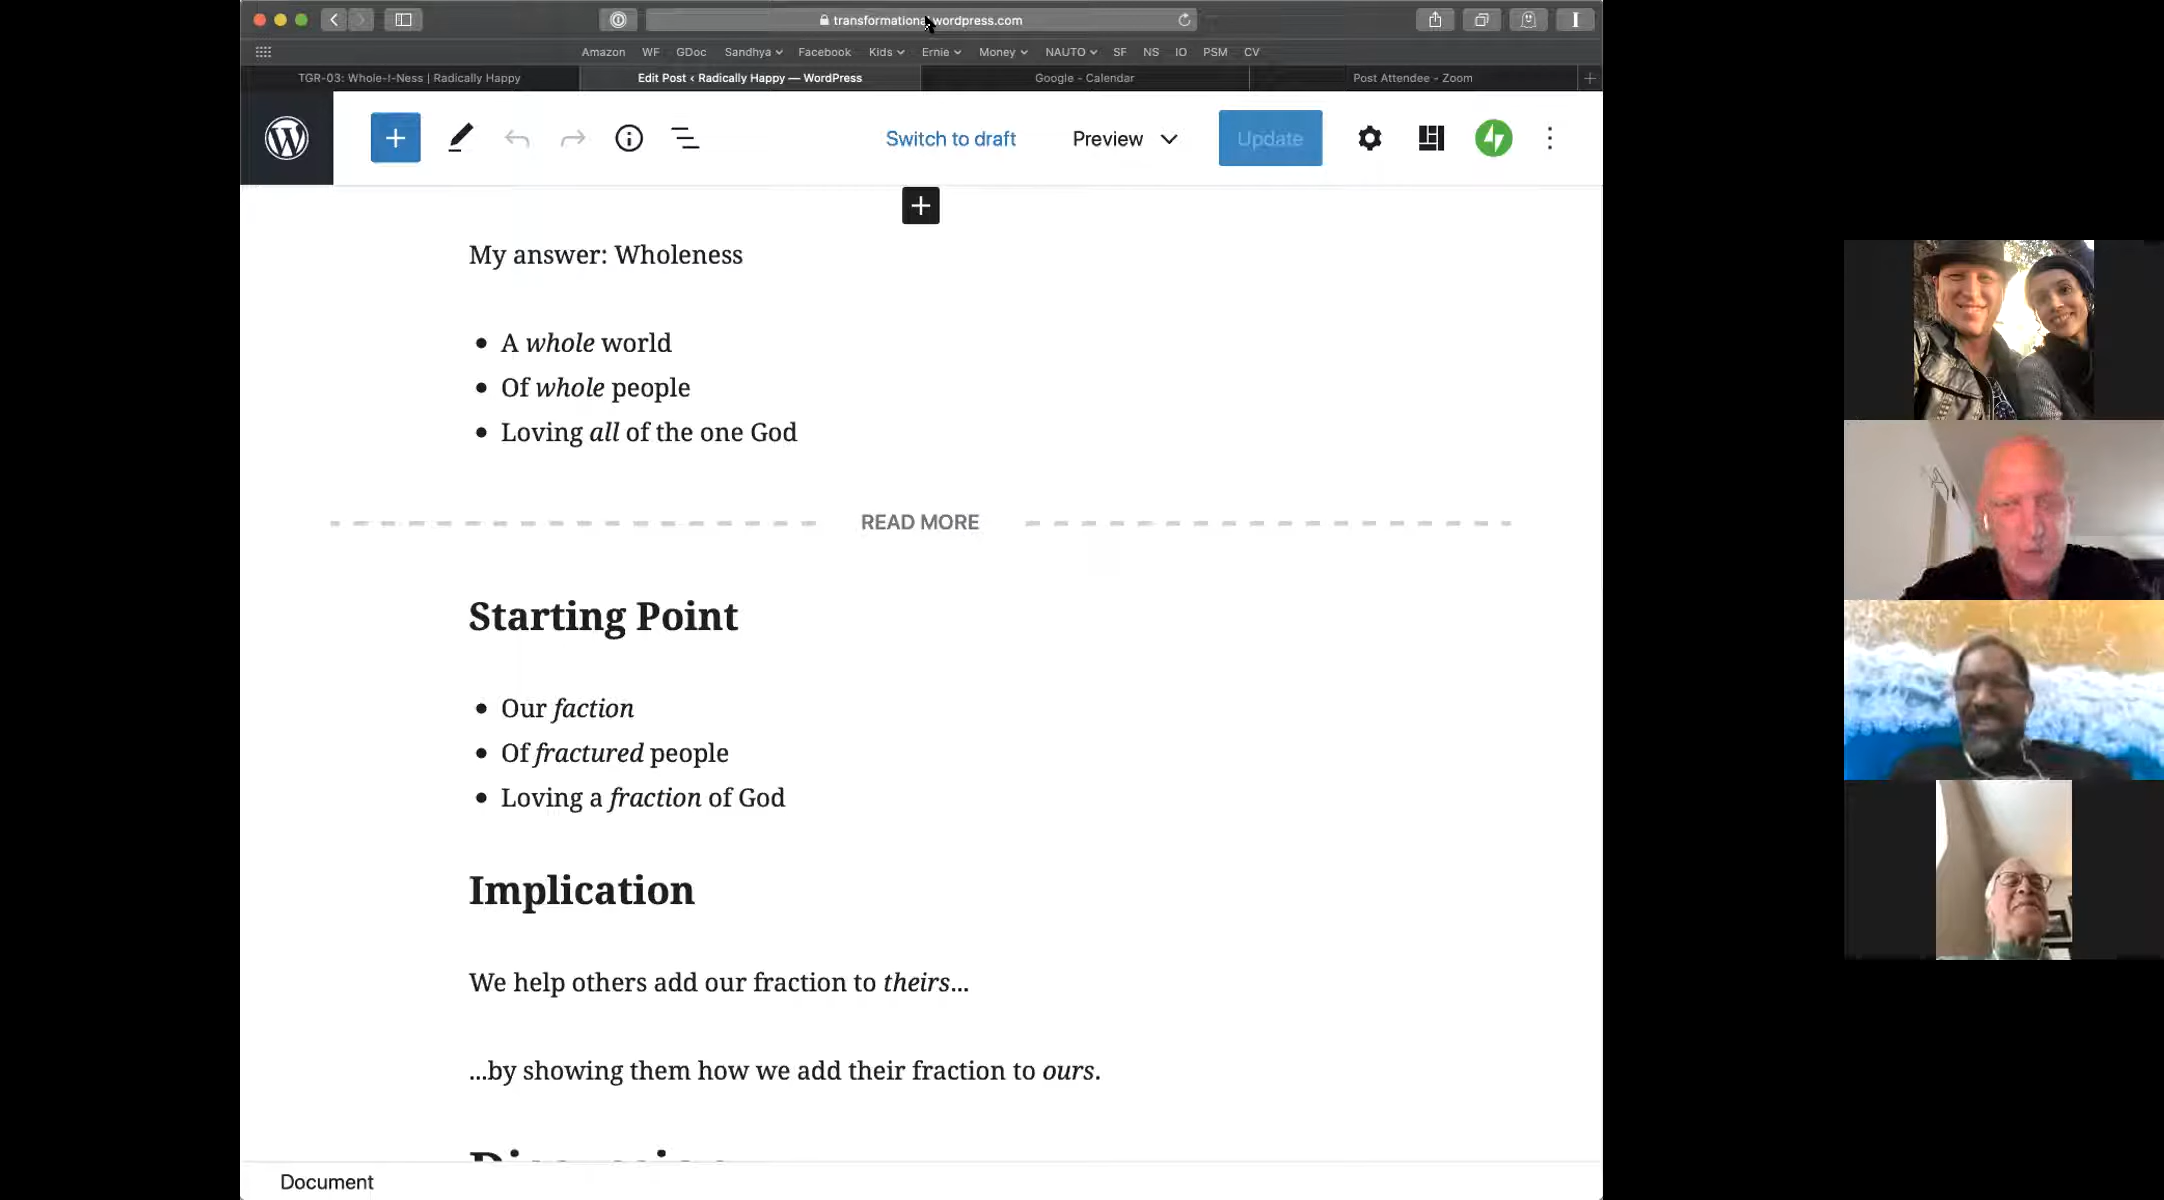 transformational.wordpress.com
Amazon WF GDoc Sandhya Facebook Kids Ernie Money NAUTO SF NS IO PSM CV
TGR-03: Whole-I-Ness | Radically Happy
Edit Post ‹ Radically Happy — WordPress
Google - Calendar
Post Attendee - Zoom
Switch to draft
Preview
Update
My answer: Wholeness
A whole world
Of whole people
Loving all of the one God
READ MORE
Starting Point
Our faction
Of fractured people
Loving a fraction of God
Implication
We help others add our fraction to theirs...
...by showing them how we add their fraction to ours.
Discussion
Document